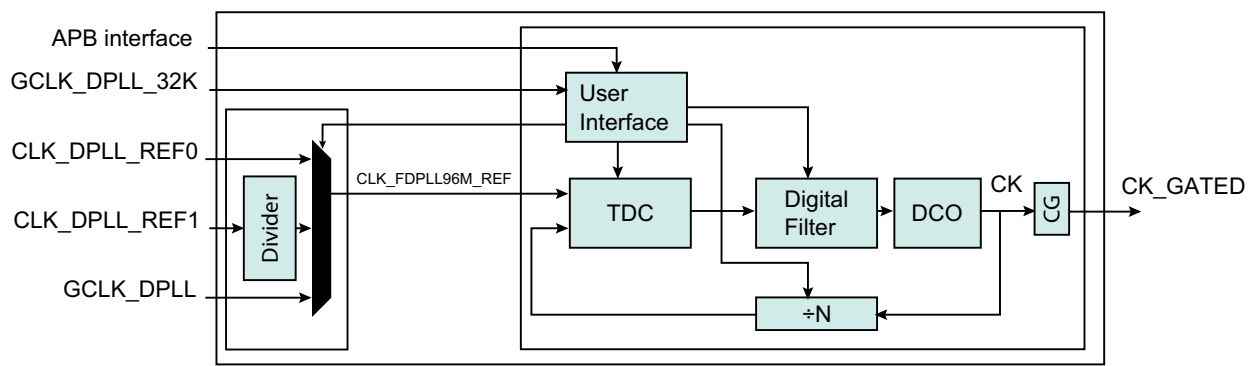 APB interface
GCLK_DPLL_32K
User
Interface
CLK_DPLL_REF0
CLK_FDPLL96M_REF
CLK_DPLL_REF1
Divider
TDC
Digital
Filter
DCO
CK
CG
CK_GATED
GCLK_DPLL
÷N